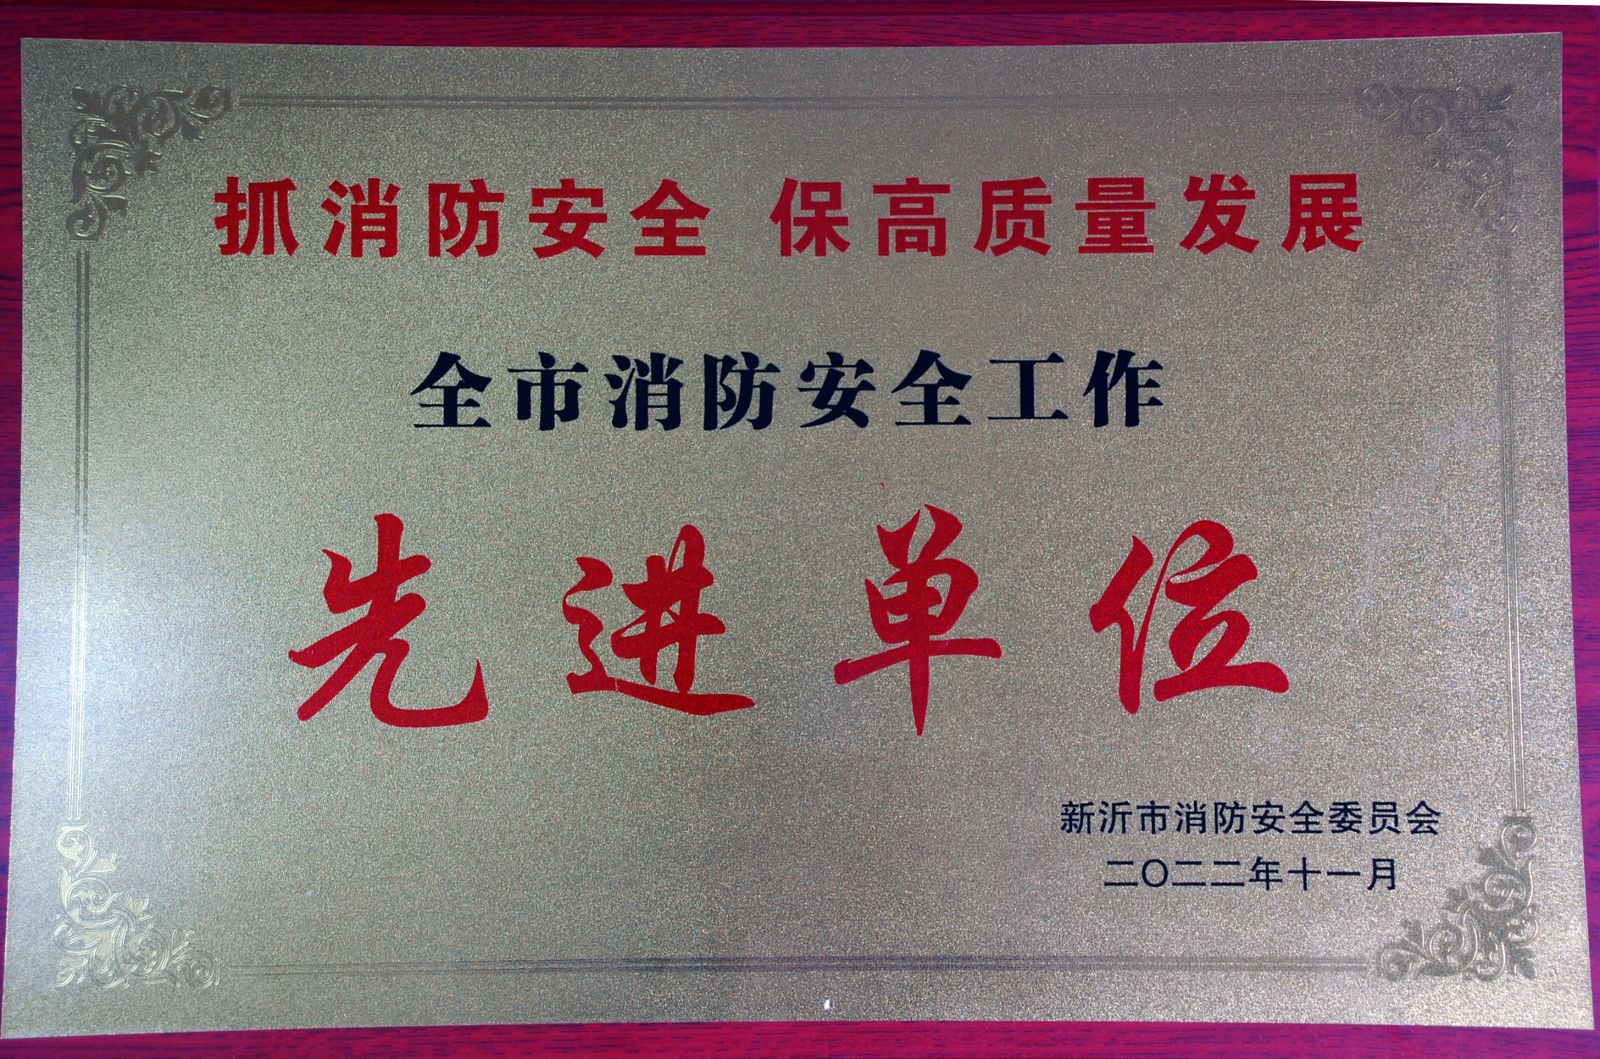 抓消防安全 保高质量发展
全市消防安全工作
先进单位
新沂市消防安全委员会
二〇二二年十一月